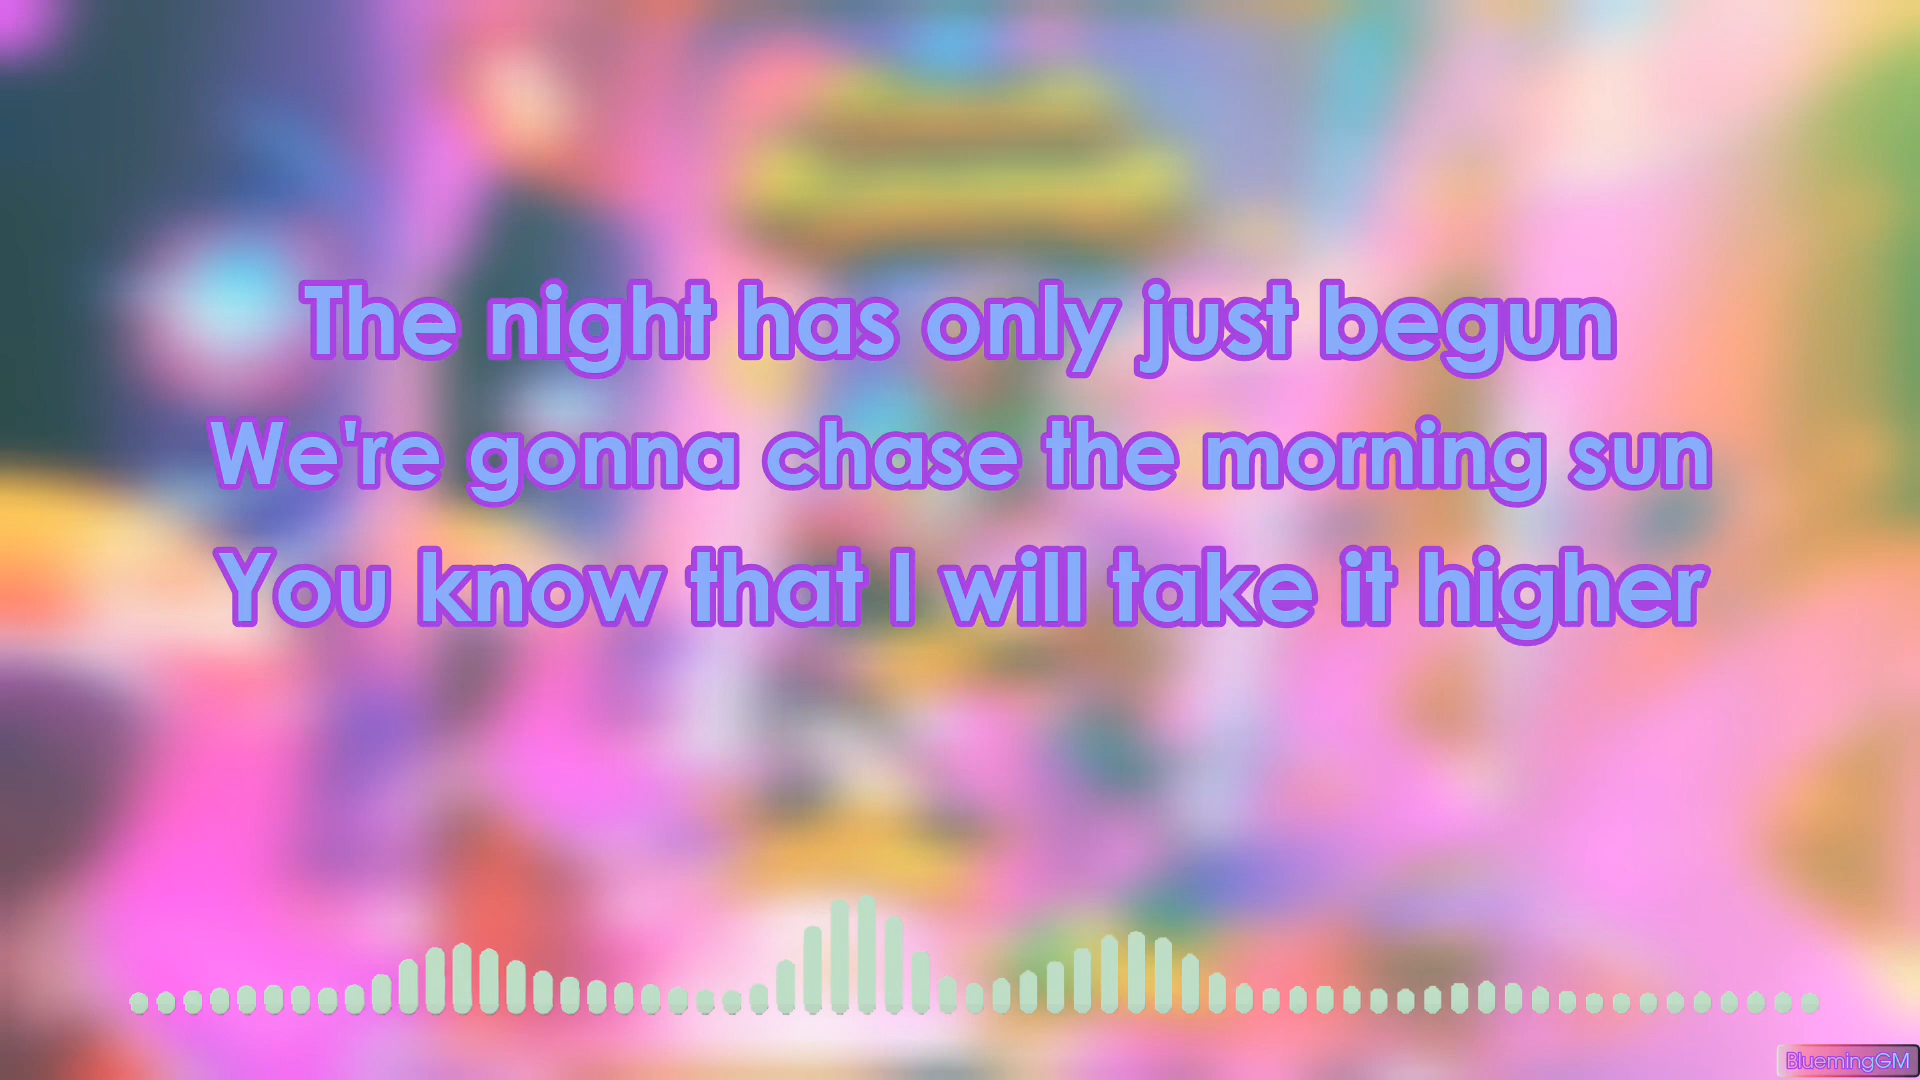 The night has only just begun
We're gonna chase the morning sun
You know that I will take it higher
BluemingGM